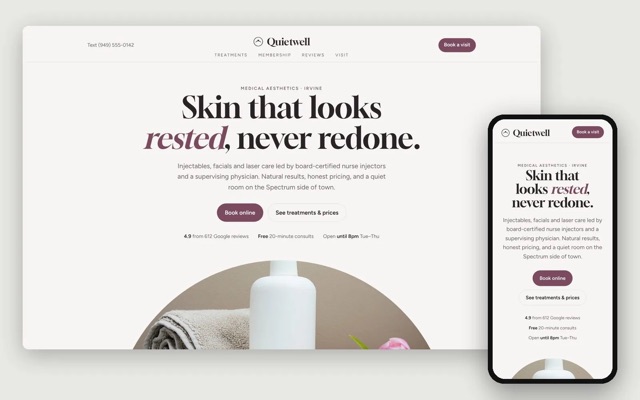 Text (949) 555-0142
Quietwell
Book a visit
TREATMENTS MEMBERSHIP REVIEWS VISIT
MEDICAL AESTHETICS · IRVINE
Skin that looks
rested, never redone.
Injectables, facials and laser care led by board-certified nurse injectors
and a supervising physician. Natural results, honest pricing, and a quiet
room on the Spectrum side of town.
Book online
See treatments & prices
4.9 from 612 Google reviews Free 20-minute consults Open until 8pm Tue–Thu
Quietwell
Book a visit
MEDICAL AESTHETICS · IRVINE
Skin that
looks rested,
never redone.
Injectables, facials and laser care led by
board-certified nurse injectors and a
supervising physician. Natural results,
honest pricing, and a quiet room on the
Spectrum side of town.
Book online
See treatments & prices
4.9 from 612 Google reviews
Free 20-minute consults
Open until 8pm Tue–Thu